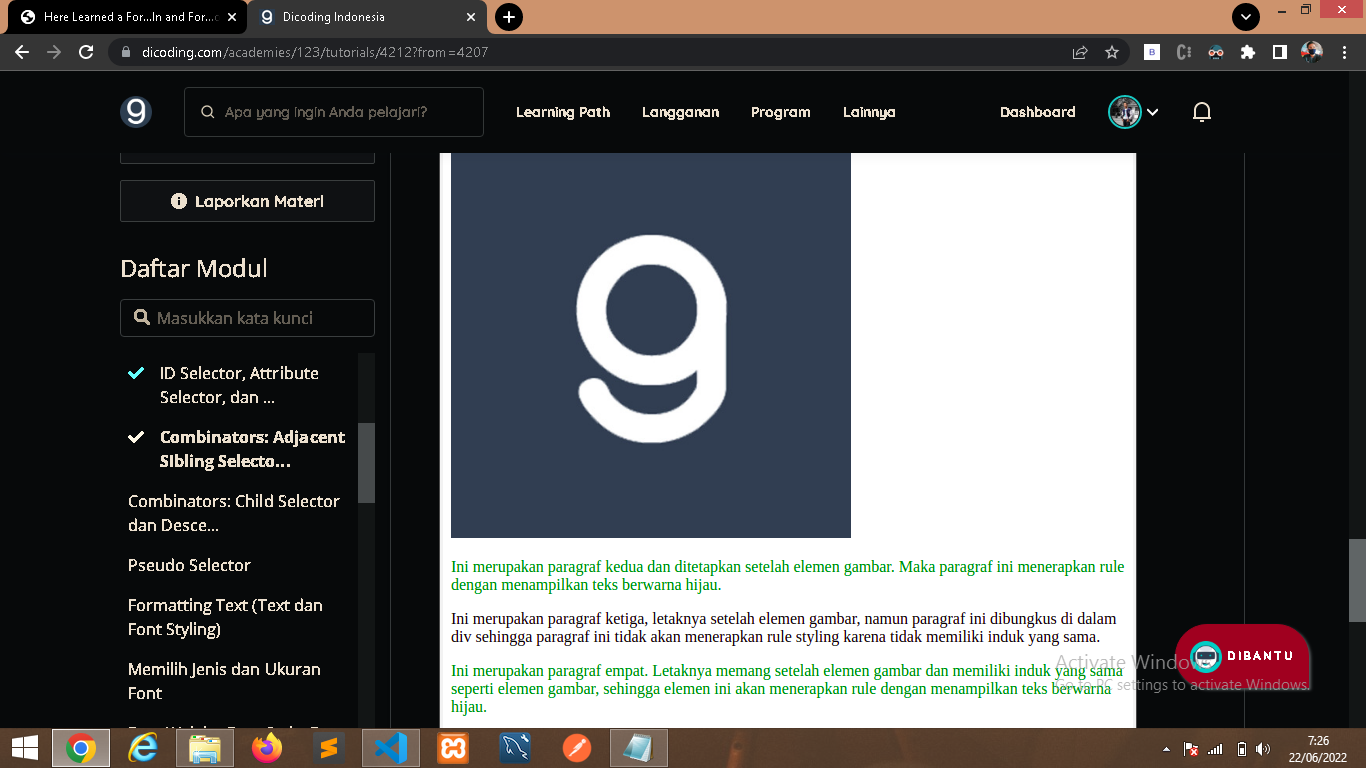 Here Learned a For...In and For...
Dicoding Indonesia
dicoding.com/academies/123/tutorials/4212?from=4207
Apa yang ingin Anda pelajari?
Learning Path
Langganan
Program
Lainnya
Dashboard
Laporkan Materi
Daftar Modul
Masukkan kata kunci
ID Selector, Attribute
Selector, dan ...
Combinators: Adjacent
SIbling Selecto...
Combinators: Child Selector
dan Desce...
Pseudo Selector
Formatting Text (Text dan
Font Styling)
Memilih Jenis dan Ukuran
Font
g
Ini merupakan paragraf kedua dan ditetapkan setelah elemen gambar. Maka paragraf ini menerapkan rule
dengan menampilkan teks berwarna hijau.
Ini merupakan paragraf ketiga, letaknya setelah elemen gambar, namun paragraf ini dibungkus di dalam
div sehingga paragraf ini tidak akan menerapkan rule styling karena tidak memiliki induk yang sama.
Ini merupakan paragraf empat. Letaknya memang setelah elemen gambar dan memiliki induk yang sama
seperti elemen gambar, sehingga elemen ini akan menerapkan rule dengan menampilkan teks berwarna
hijau.
Activate Windo
Go to PC settings to activate Windows.
DIBANTU
7:26
22/06/2022